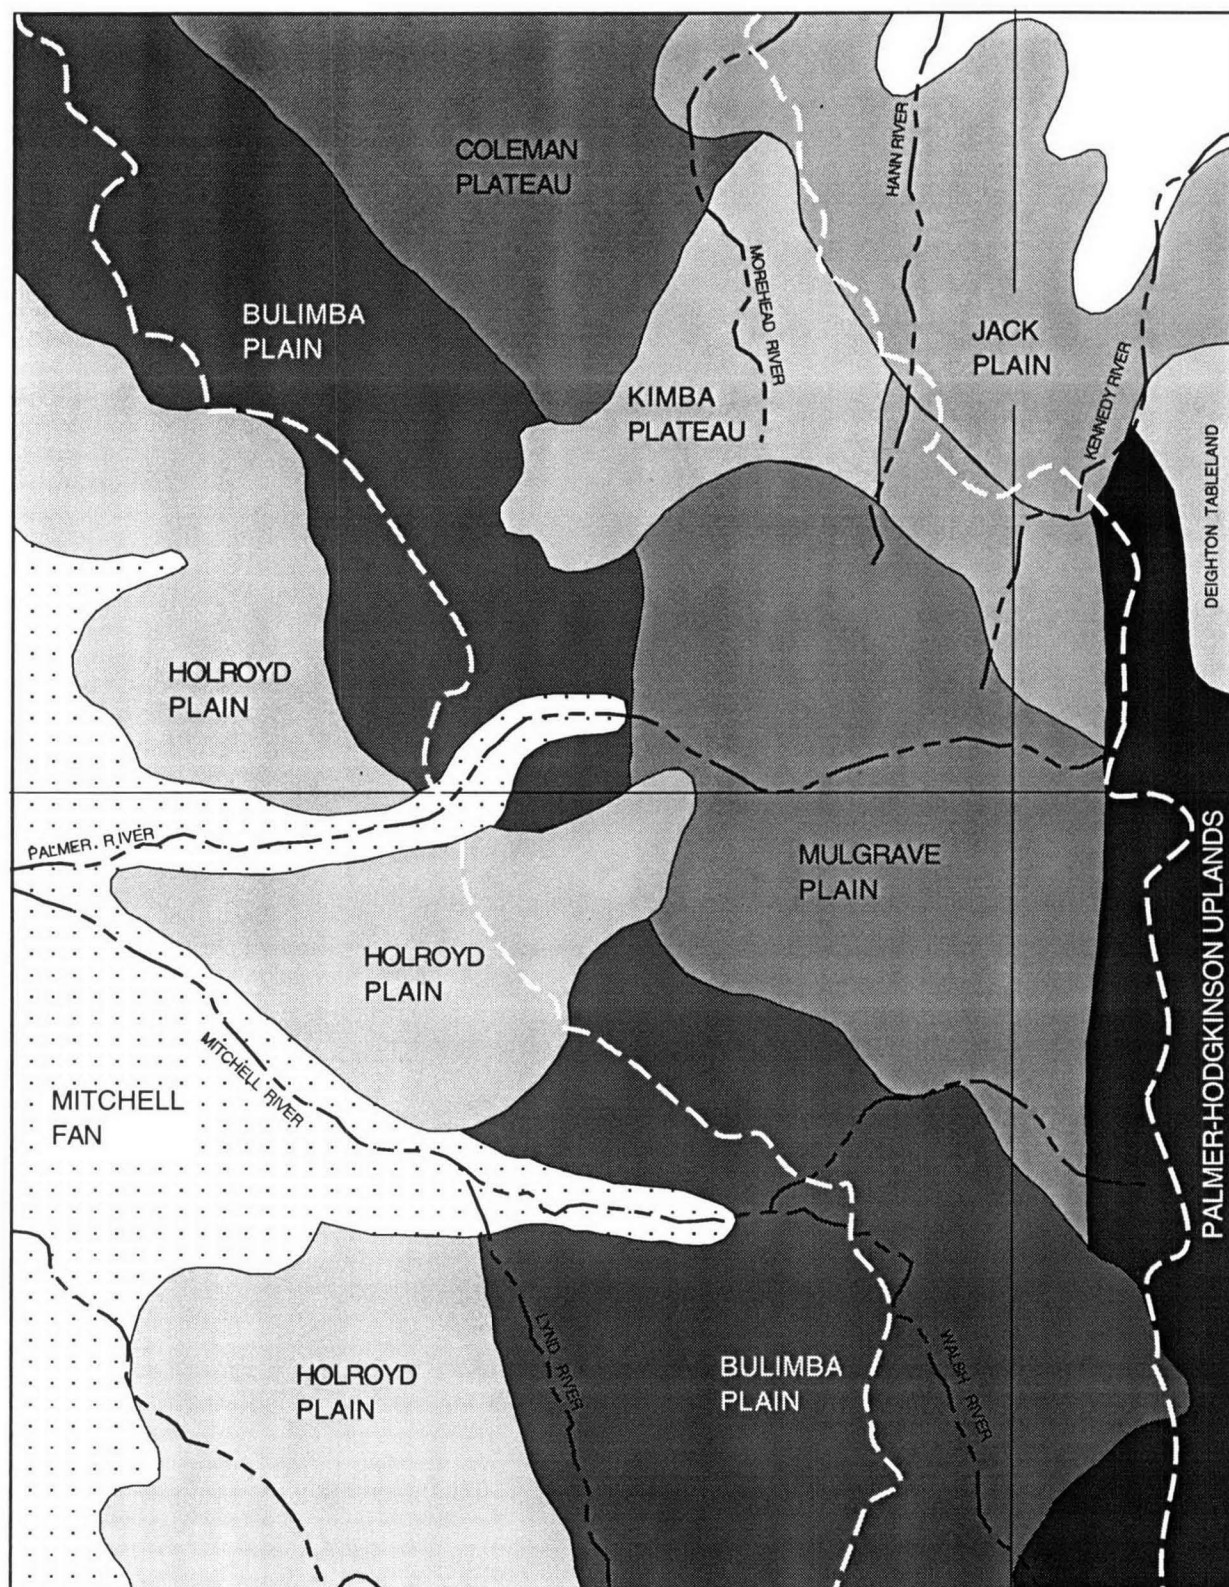 COLEMAN
PLATEAU
HANN RIVER
MOREHEAD RIVER
BULIMBA
PLAIN
JACK
PLAIN
KENNEDY RIVER
KIMBA
PLATEAU
DEIGHTON TABLELAND
HOLROYD
PLAIN
PALMER. RIVER
MULGRAVE
PLAIN
PALMER-HODGKINSON UPLANDS
HOLROYD
PLAIN
MITCHELL RIVER
MITCHELL
FAN
HOLROYD
PLAIN
LYND RIVER
BULIMBA
PLAIN
WALSH RIVER